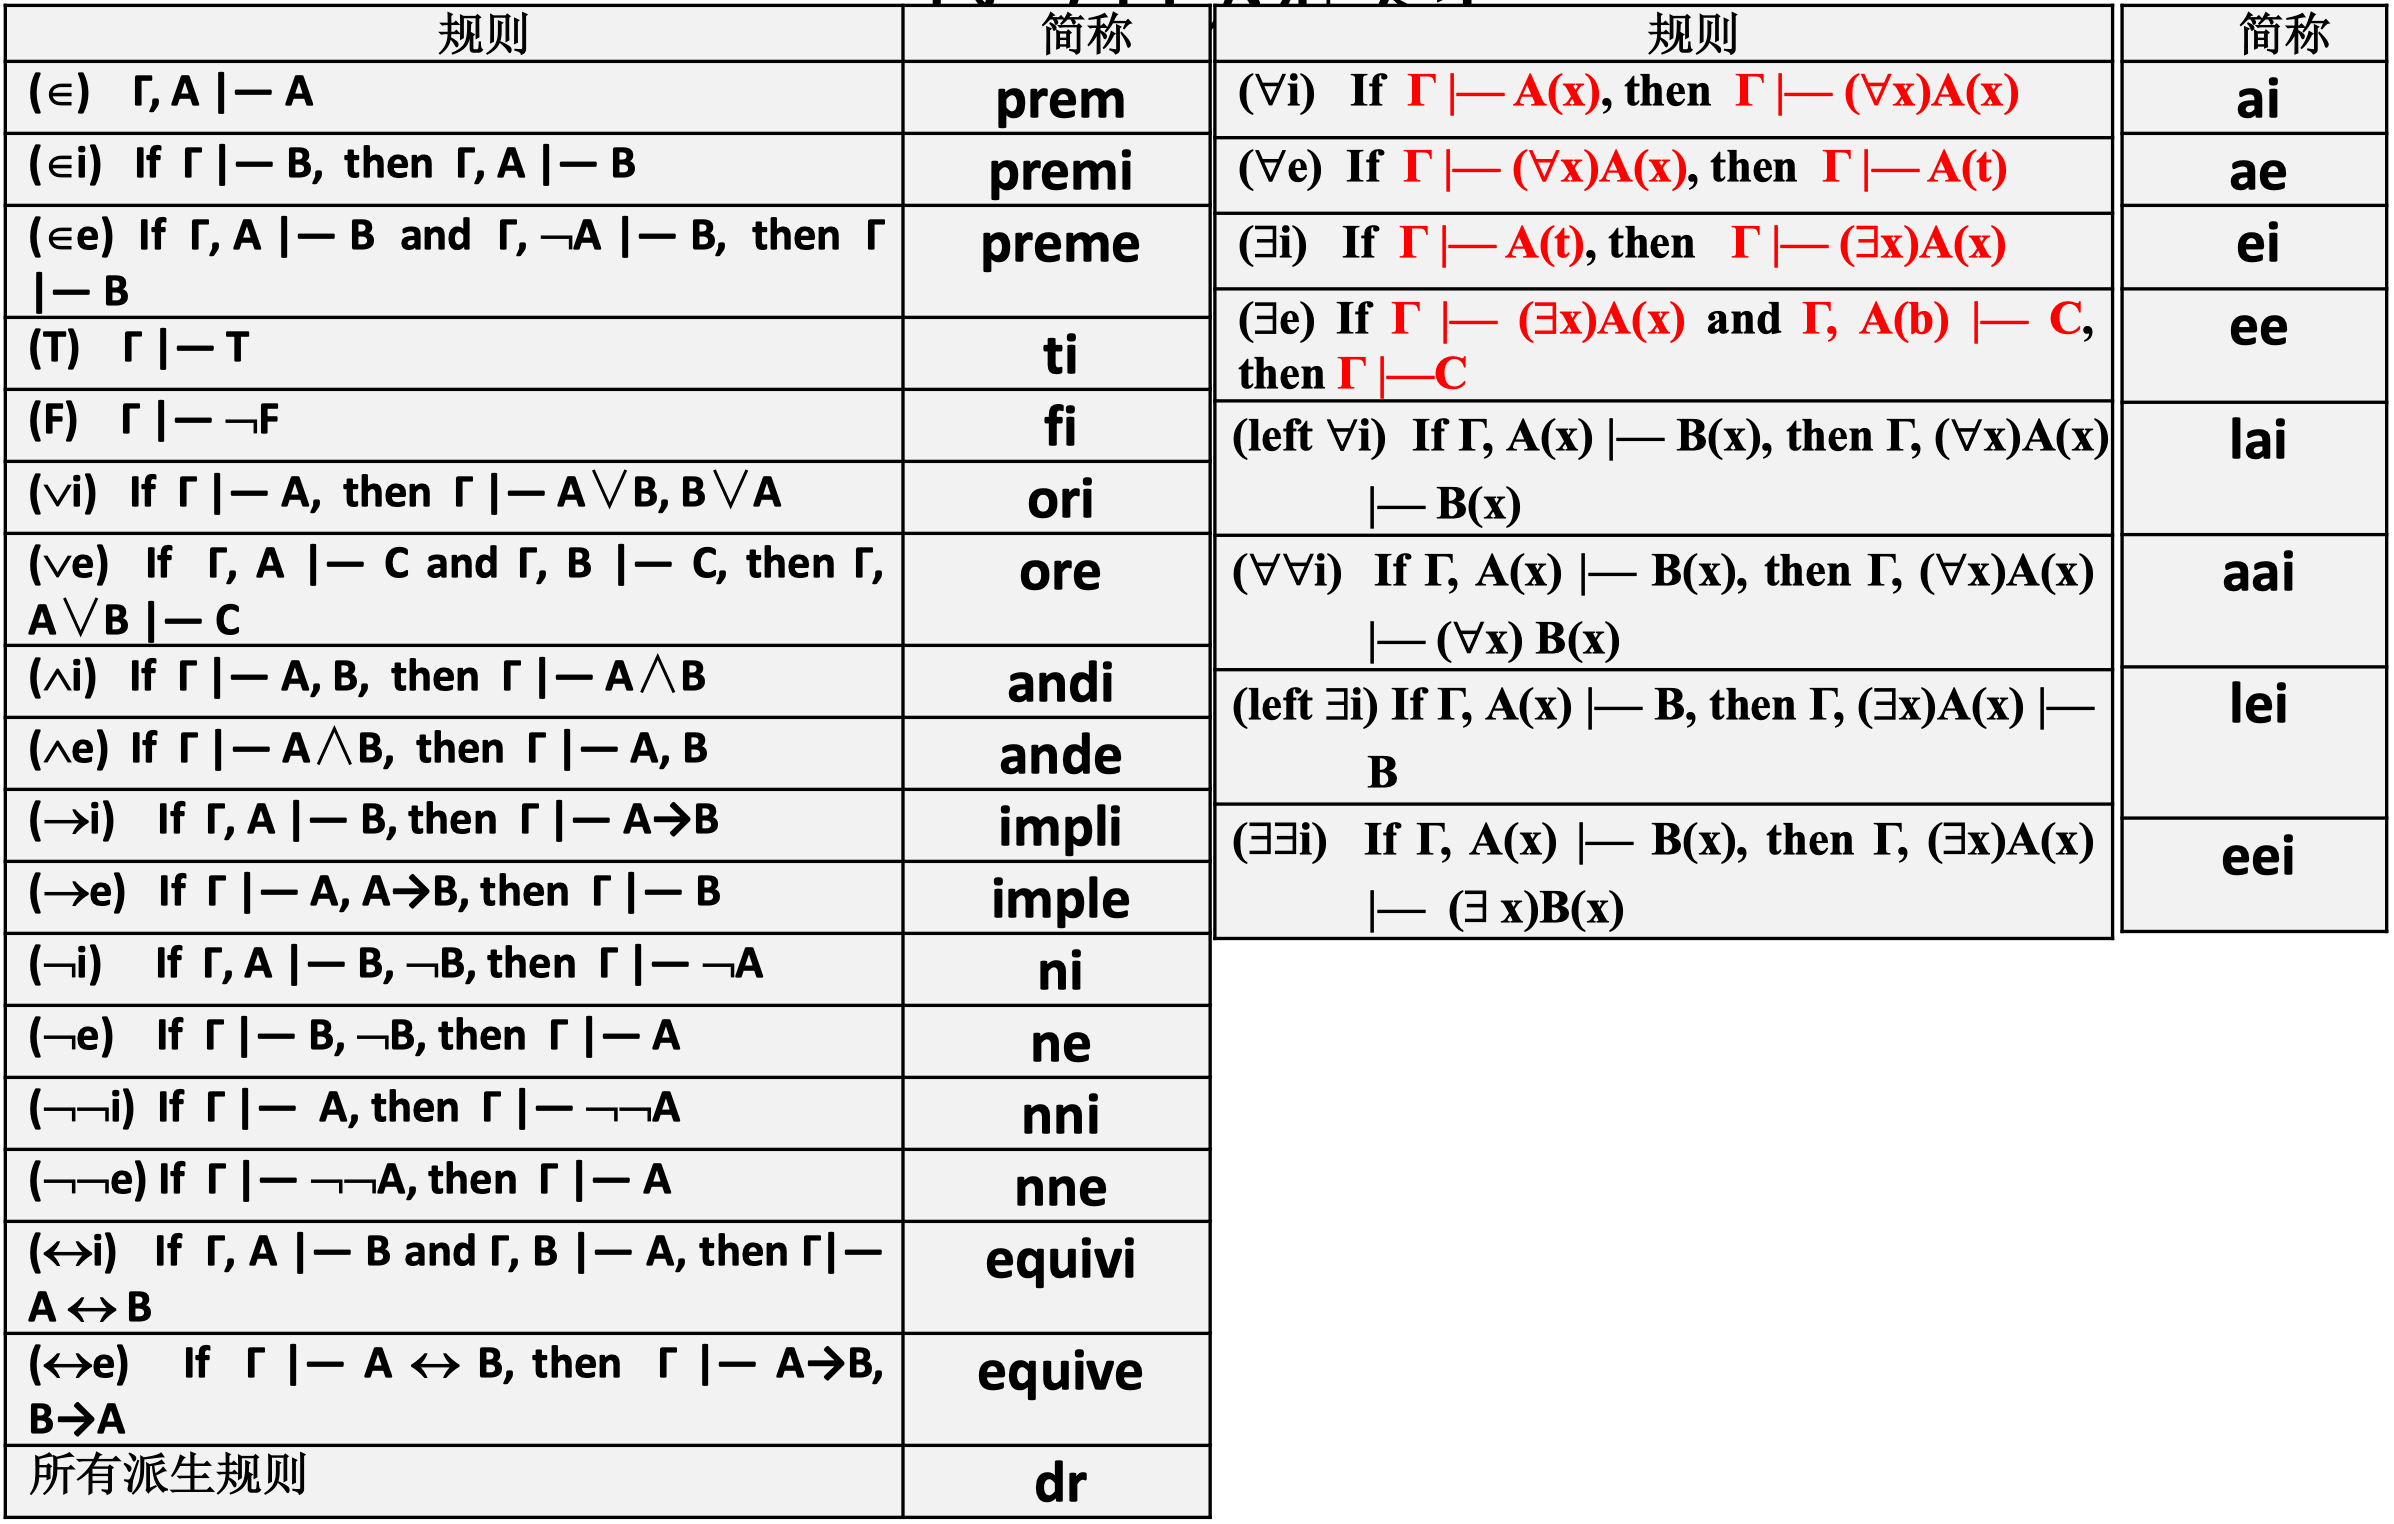 规则 简称
(∈) Γ, A |— A prem
(∈i) If Γ |— B, then Γ, A |— B premi
(∈e) If Γ, A |— B and Γ, ¬A |— B, then Γ preme
|— B
(T) Γ |— T ti
(F) Γ |— ¬F fi
(∨i) If Γ |— A, then Γ |— A∨B, B∨A ori
(∨e) If Γ, A |— C and Γ, B |— C, then Γ, ore
A∨B |— C
(∧i) If Γ |— A, B, then Γ |— A∧B andi
(∧e) If Γ |— A∧B, then Γ |— A, B ande
(→i) If Γ, A |— B, then Γ |— A→B impli
(→e) If Γ |— A, A→B, then Γ |— B imple
(¬i) If Γ, A |— B, ¬B, then Γ |— ¬A ni
(¬e) If Γ |— B, ¬B, then Γ |— A ne
(¬¬i) If Γ |— A, then Γ |— ¬¬A nni
(¬¬e) If Γ |— ¬¬A, then Γ |— A nne
(↔i) If Γ, A |— B and Γ, B |— A, then Γ|— equivi
A ↔ B
(↔e) If Γ |— A ↔ B, then Γ |— A→B, equive
B→A
所有派生规则 dr
规则 简称
(∀i) If Γ |— A(x), then Γ |— (∀x)A(x) ai
(∀e) If Γ |— (∀x)A(x), then Γ |— A(t) ae
(∃i) If Γ |— A(t), then Γ |— (∃x)A(x) ei
(∃e) If Γ |— (∃x)A(x) and Γ, A(b) |— C, ee
then Γ |—C
(left ∀i) If Γ, A(x) |— B(x), then Γ, (∀x)A(x) lai
|— B(x)
(∀∀i) If Γ, A(x) |— B(x), then Γ, (∀x)A(x) aai
|— (∀x) B(x)
(left ∃i) If Γ, A(x) |— B, then Γ, (∃x)A(x) |— lei
B
(∃∃i) If Γ, A(x) |— B(x), then Γ, (∃x)A(x) eei
|— (∃ x)B(x)